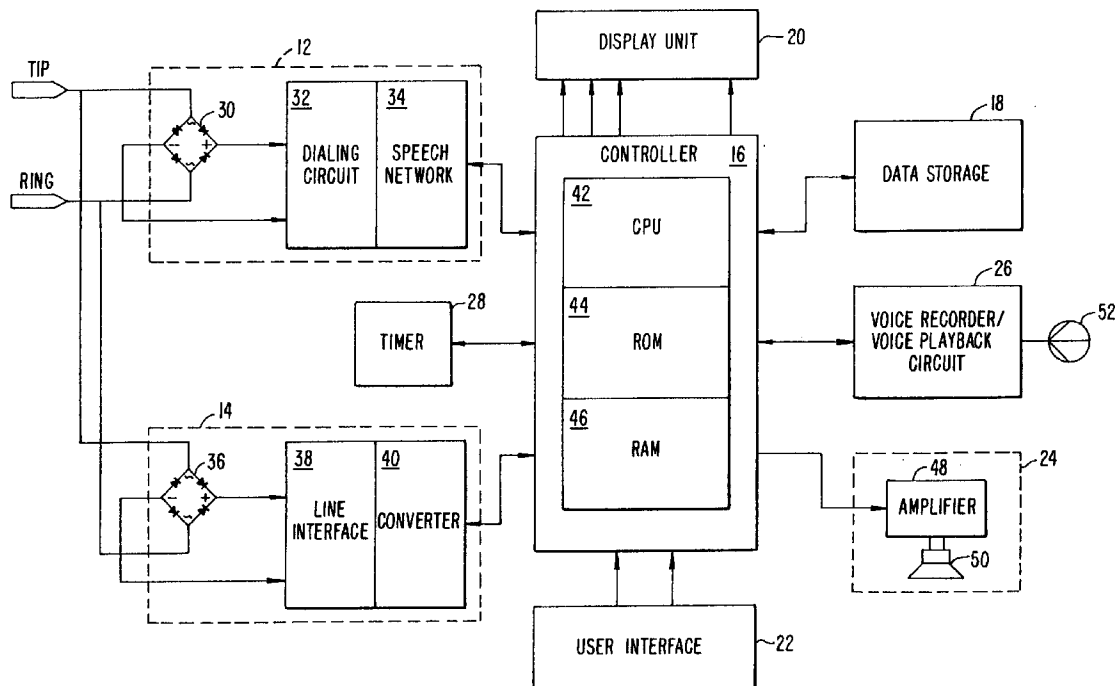 TIP
RING
12
30
32
DIALING
CIRCUIT
34
SPEECH
NETWORK
DISPLAY UNIT
20
CONTROLLER
16
42
CPU
44
ROM
46
RAM
18
DATA STORAGE
28
TIMER
26
VOICE RECORDER/
VOICE PLAYBACK
CIRCUIT
52
14
36
38
LINE
INTERFACE
40
CONVERTER
24
48
AMPLIFIER
50
USER INTERFACE
22